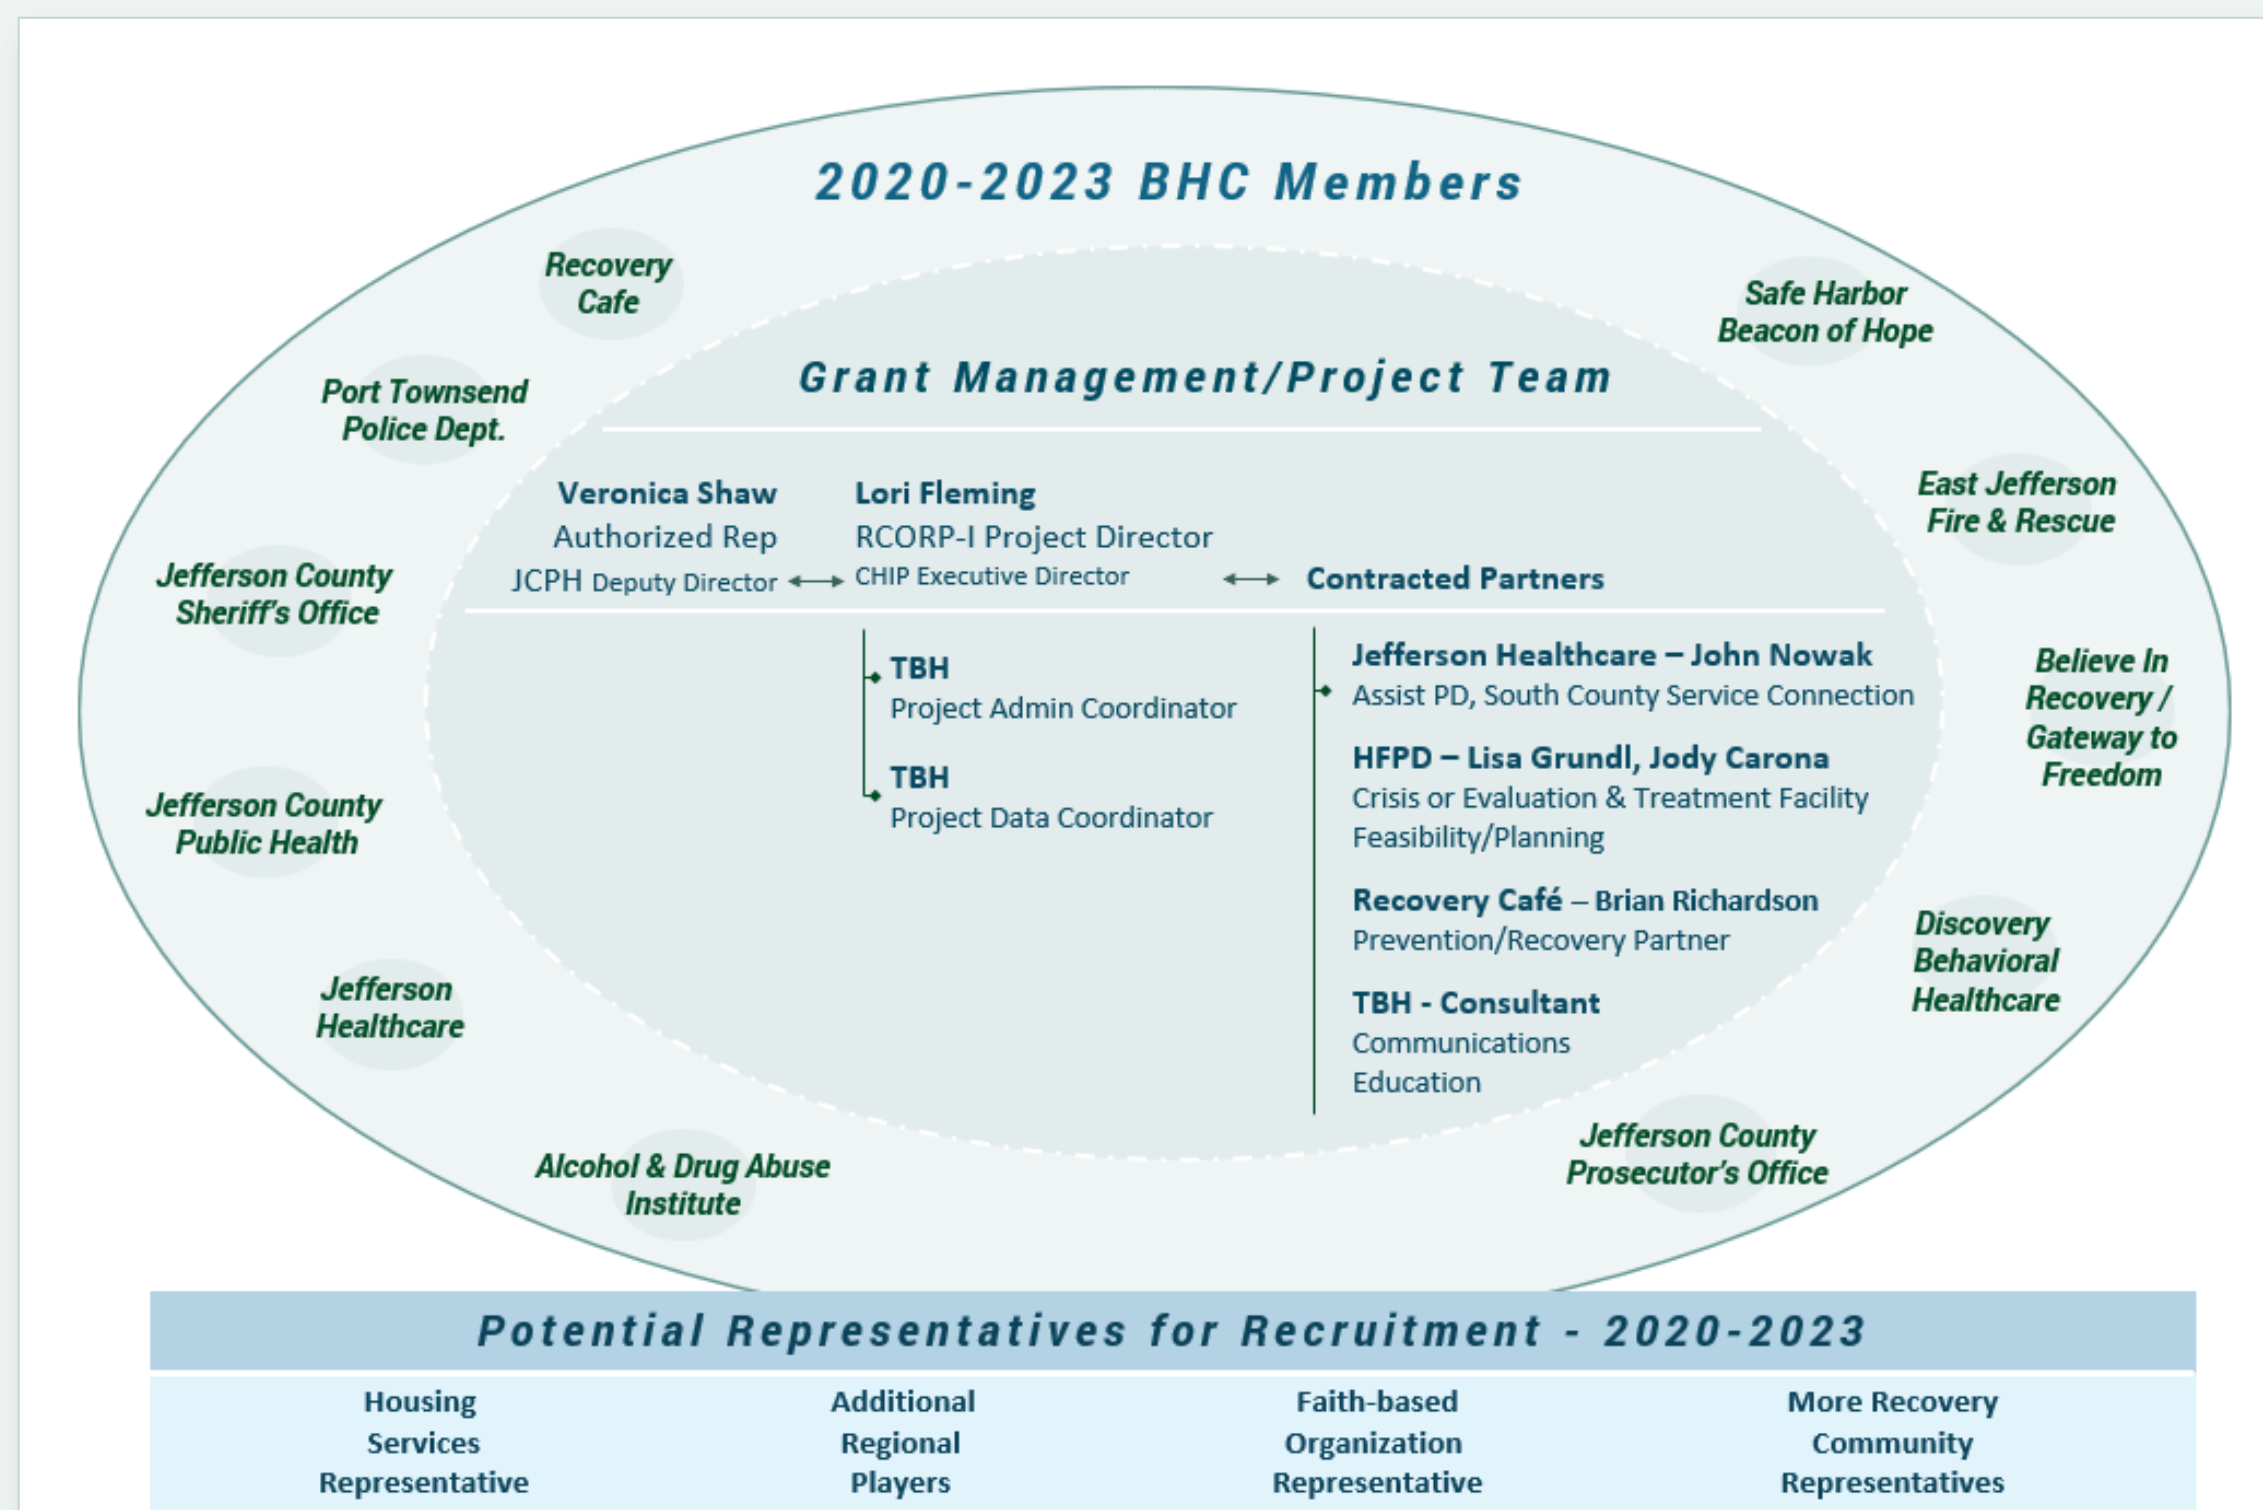 2020-2023 BHC Members
Recovery
Cafe
Port Townsend
Police Dept.
Jefferson County
Sheriff's Office
Jefferson County
Public Health
Jefferson
Healthcare
Alcohol & Drug Abuse
Institute
Safe Harbor
Beacon of Hope
East Jefferson
Fire & Rescue
Believe In
Recovery /
Gateway to
Freedom
Discovery
Behavioral
Healthcare
Jefferson County
Prosecutor's Office
Grant Management/Project Team
Veronica Shaw
Authorized Rep
JCPH Deputy Director
Lori Fleming
RCORP-I Project Director
CHIP Executive Director
Contracted Partners
TBH
Project Admin Coordinator
TBH
Project Data Coordinator
Jefferson Healthcare – John Nowak
Assist PD, South County Service Connection
HFPD – Lisa Grundl, Jody Carona
Crisis or Evaluation & Treatment Facility
Feasibility/Planning
Recovery Café – Brian Richardson
Prevention/Recovery Partner
TBH - Consultant
Communications
Education
Potential Representatives for Recruitment - 2020-2023
Housing
Services
Representative
Additional
Regional
Players
Faith-based
Organization
Representative
More Recovery
Community
Representatives